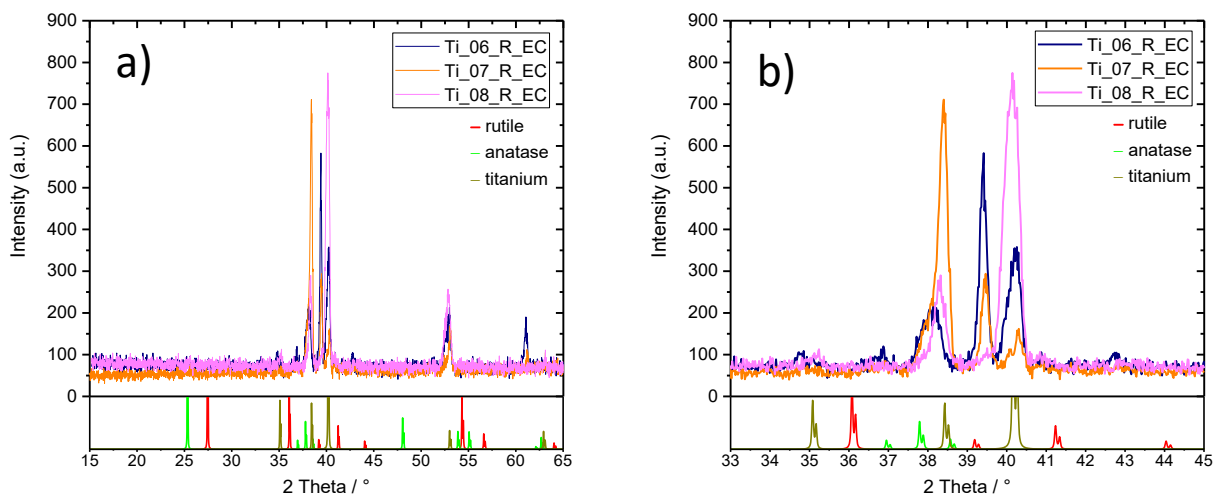 a)
Ti_06_R_EC
Ti_07_R_EC
Ti_08_R_EC
rutile
anatase
titanium
Intensity (a.u.)
900
800
700
600
500
400
300
200
100
0
15 20 25 30 35 40 45 50 55 60 65
2 Theta / °
b)
Ti_06_R_EC
Ti_07_R_EC
Ti_08_R_EC
rutile
anatase
titanium
Intensity (a.u.)
900
800
700
600
500
400
300
200
100
0
33 34 35 36 37 38 39 40 41 42 43 44 45
2 Theta / °